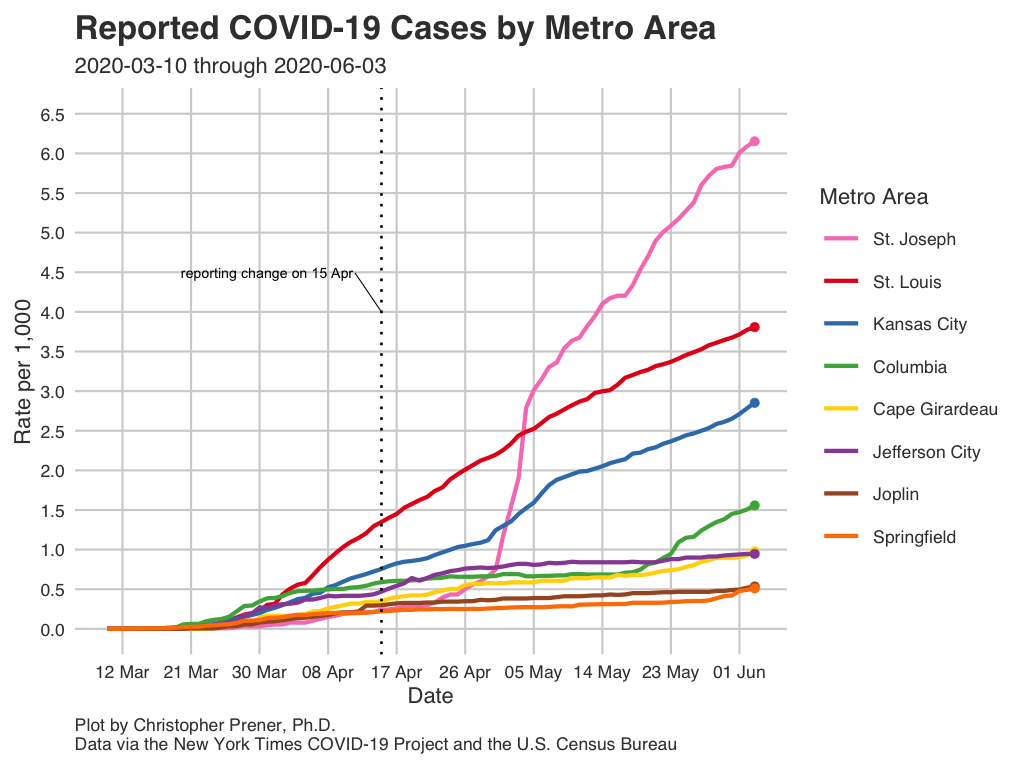 Reported COVID-19 Cases by Metro Area
2020-03-10 through 2020-06-03
6.5
6.0
5.5
5.0
4.5
4.0
3.5
3.0
2.5
2.0
1.5
1.0
0.5
0.0
Rate per 1,000
reporting change on 15 Apr
12 Mar 21 Mar 30 Mar 08 Apr 17 Apr 26 Apr 05 May 14 May 23 May 01 Jun
Date
Metro Area
St. Joseph
St. Louis
Kansas City
Columbia
Cape Girardeau
Jefferson City
Joplin
Springfield
Plot by Christopher Prener, Ph.D.
Data via the New York Times COVID-19 Project and the U.S. Census Bureau